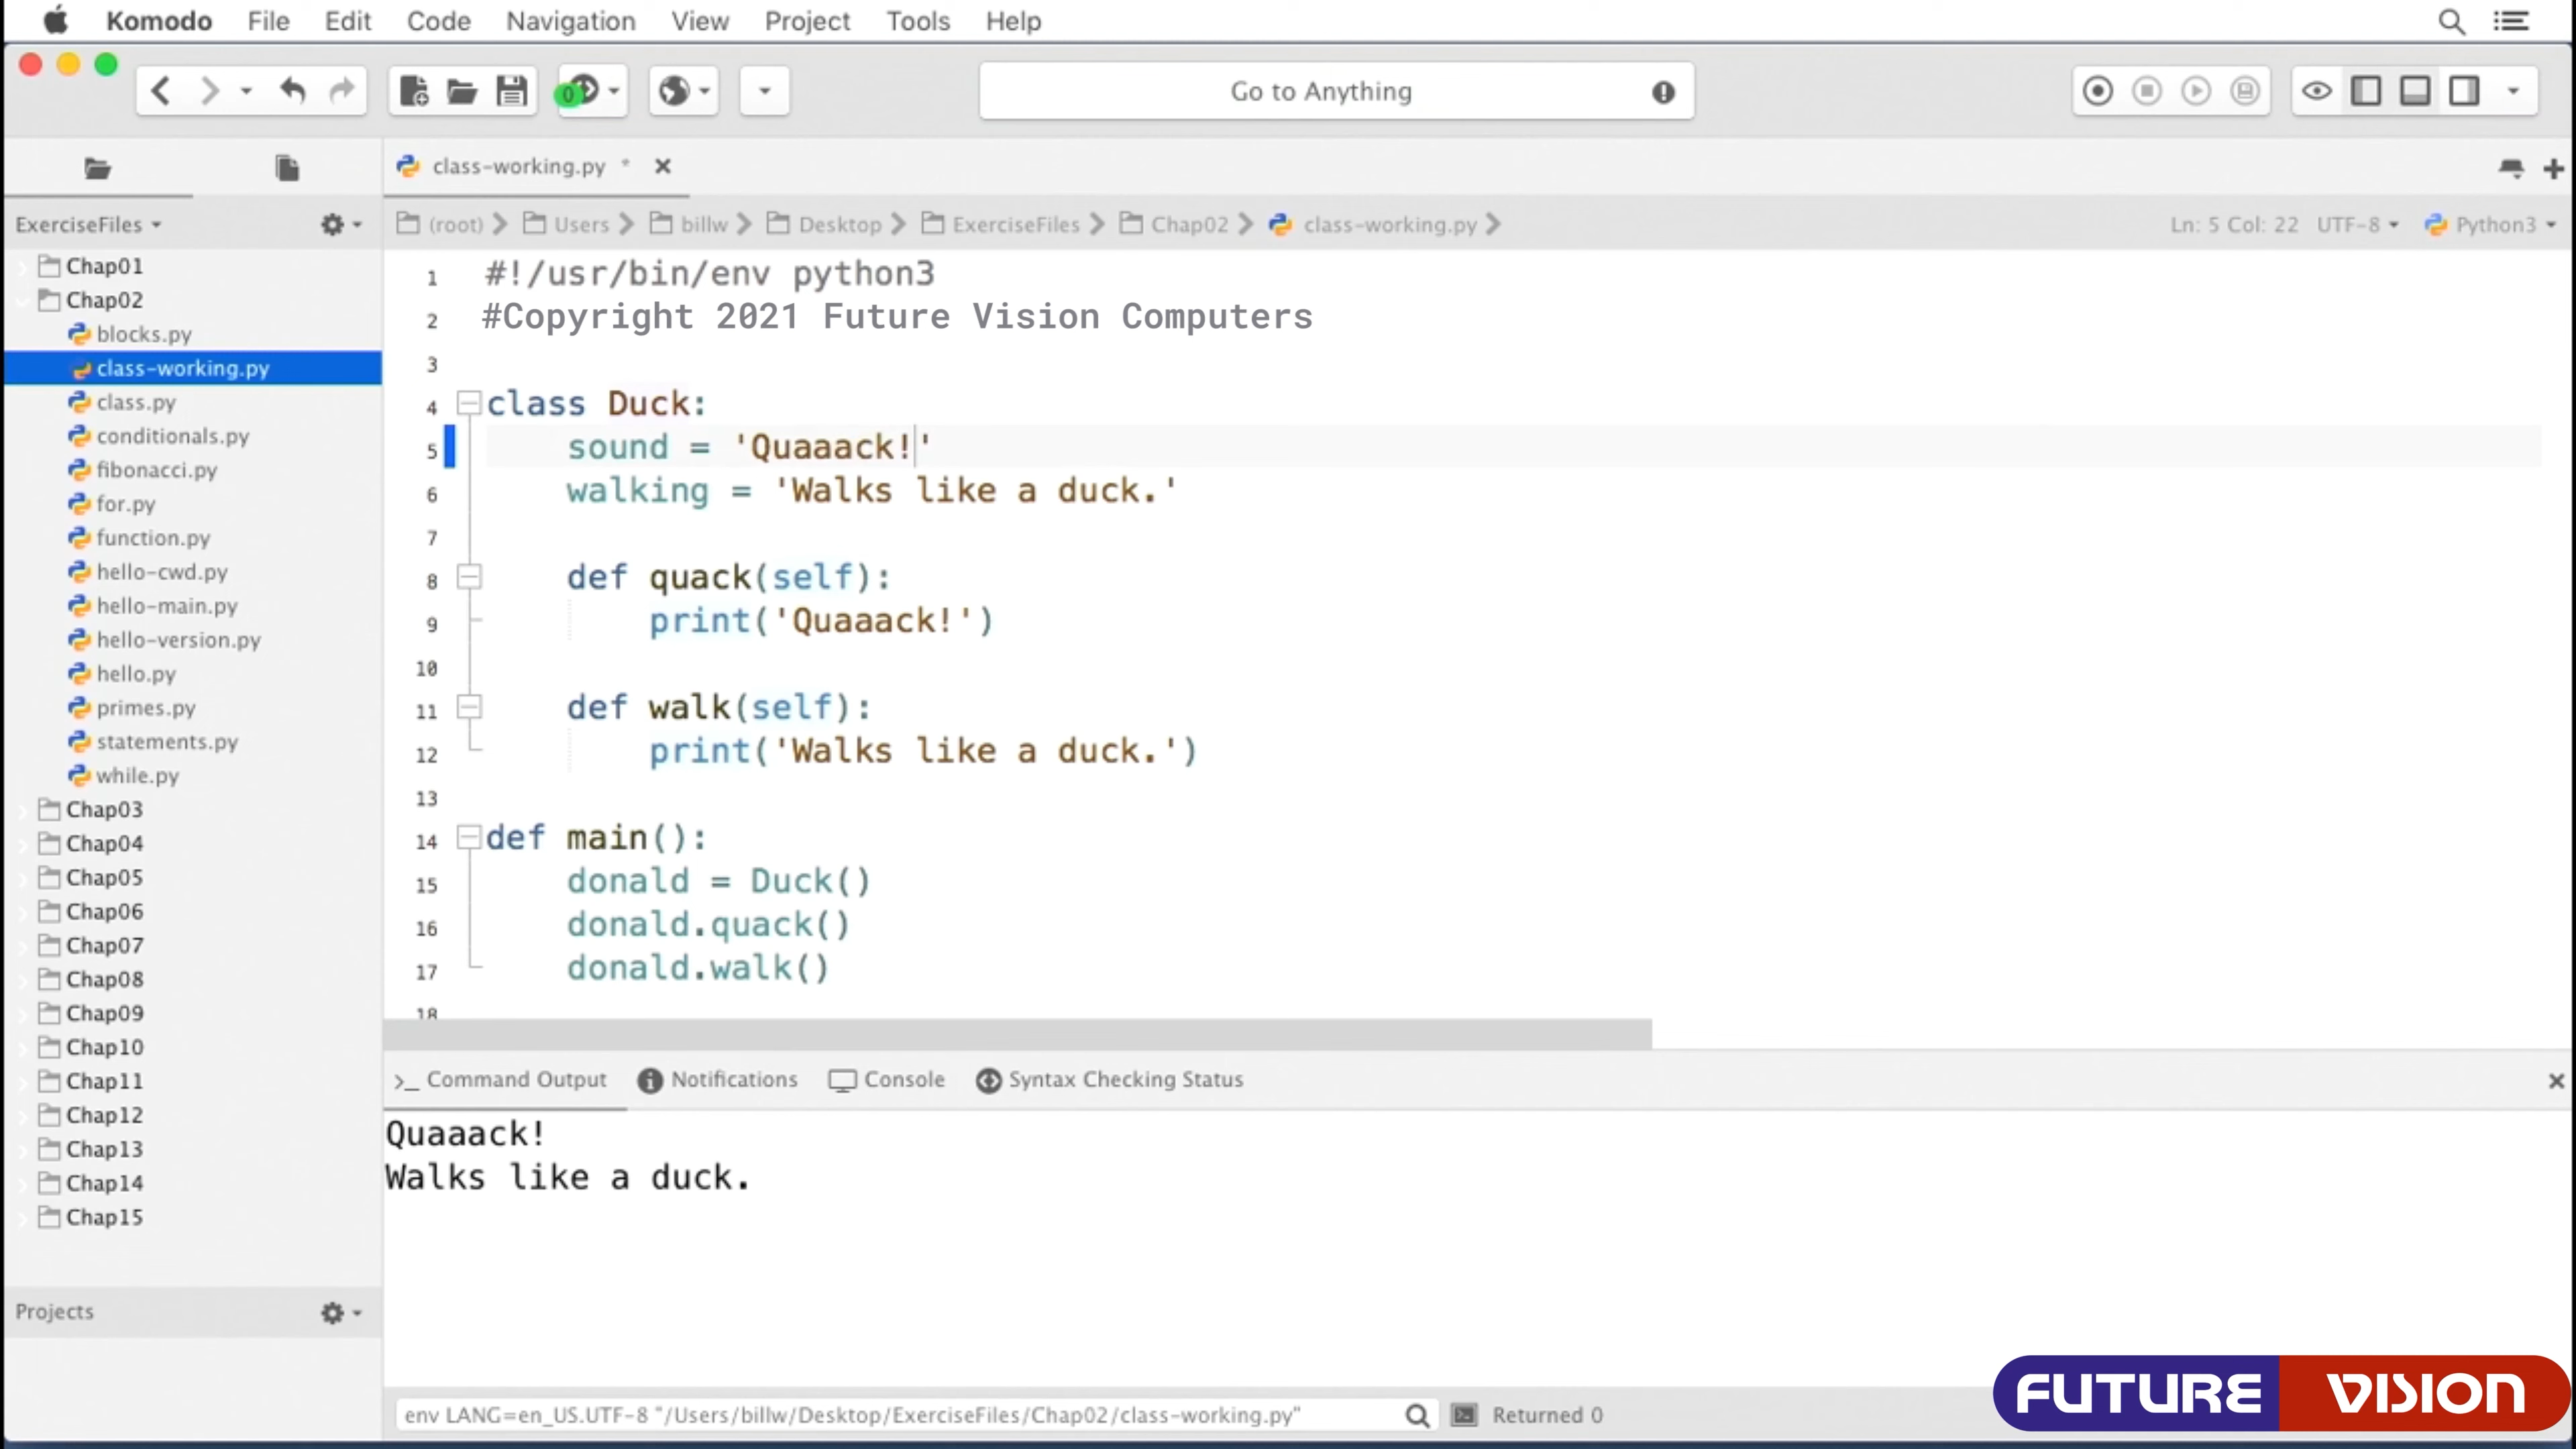 Komodo File Edit Code Navigation View Project Tools Help
0
Go to Anything
class-working.py *
ExerciseFiles
(root) Users billw Desktop ExerciseFiles Chap02 class-working.py
Ln: 5 Col: 22 UTF-8 Python3
Chap01
Chap02
blocks.py
class-working.py
class.py
conditionals.py
fibonacci.py
for.py
function.py
hello-cwd.py
hello-main.py
hello-version.py
hello.py
primes.py
statements.py
while.py
Chap03
Chap04
Chap05
Chap06
Chap07
Chap08
Chap09
Chap10
Chap11
Chap12
Chap13
Chap14
Chap15
Projects
1 #!/usr/bin/env python3
2 #Copyright 2021 Future Vision Computers
3
4 class Duck:
5 sound = 'Quaaack!'
6 walking = 'Walks like a duck.'
7
8 def quack(self):
9 print('Quaaack!')
10
11 def walk(self):
12 print('Walks like a duck.')
13
14 def main():
15 donald = Duck()
16 donald.quack()
17 donald.walk()
18
>_ Command Output Notifications Console Syntax Checking Status
Quaaack!
Walks like a duck.
env LANG=en_US.UTF-8 "/Users/billw/Desktop/ExerciseFiles/Chap02/class-working.py"
Returned 0
FUTURE VISION